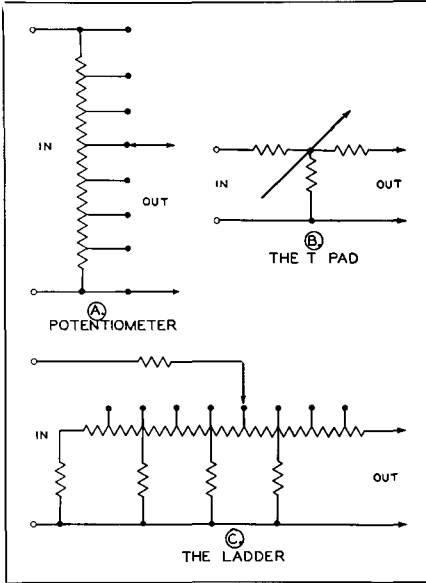 IN
OUT
A.
POTENTIOMETER
IN
OUT
B.
THE T PAD
IN
OUT
C.
THE LADDER